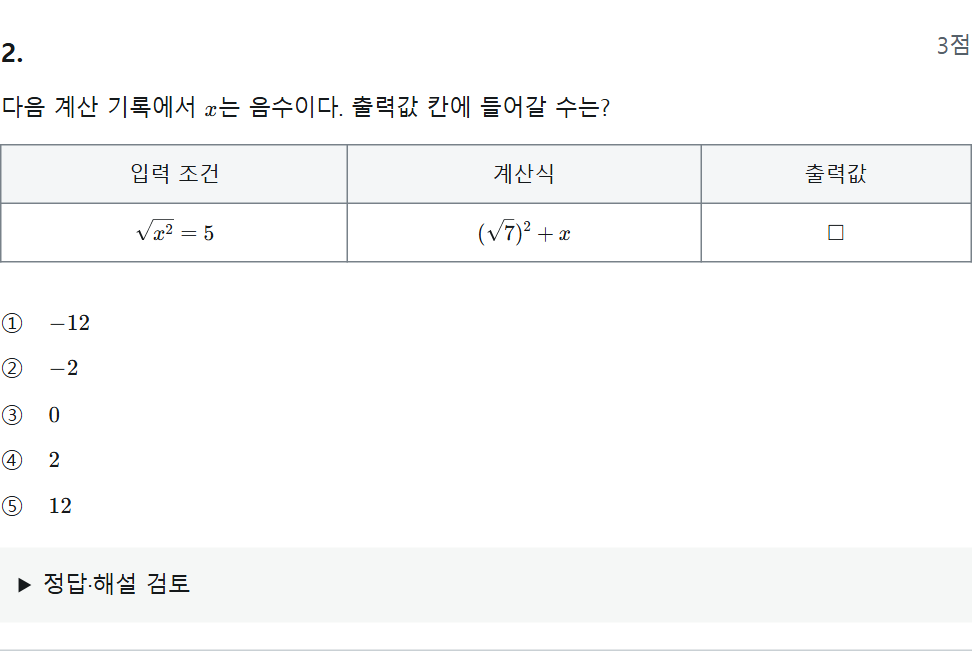 3점
2.
다음 계산 기록에서 x는 음수이다. 출력값 칸에 들어갈 수는?
입력 조건 계산식 출력값
√x² = 5 (√7)² + x □
① −12
② −2
③ 0
④ 2
⑤ 12
▶ 정답·해설 검토